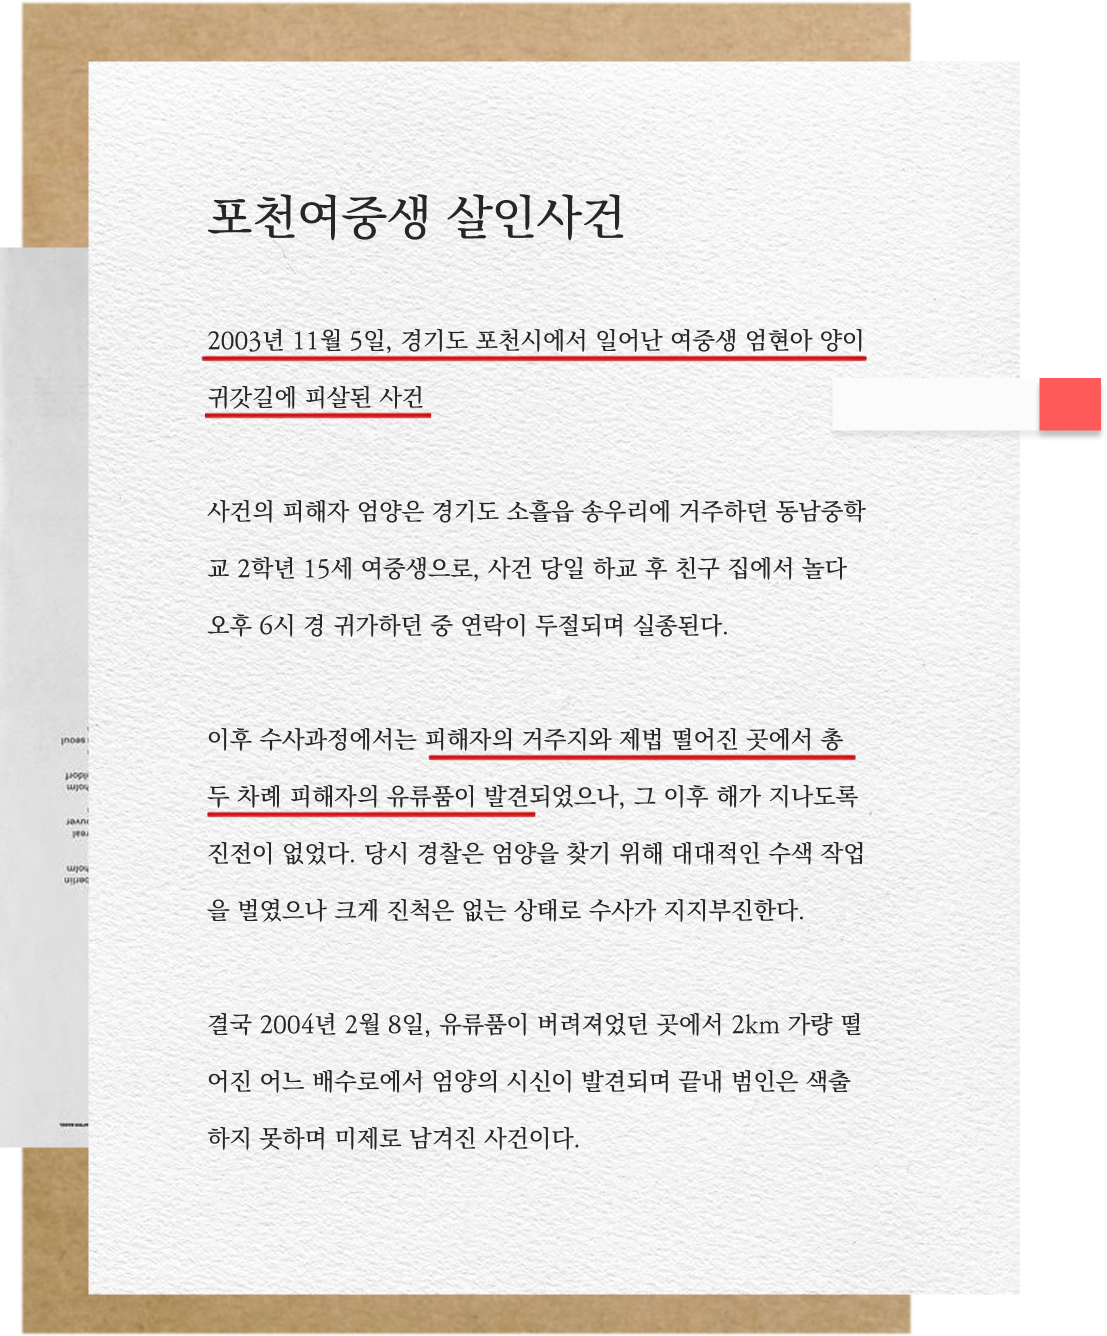 포천여중생 살인사건
2003년 11월 5일, 경기도 포천시에서 일어난 여중생 엄현아 양이
귀갓길에 피살된 사건
사건의 피해자 엄양은 경기도 소흘읍 송우리에 거주하던 동남중학
교 2학년 15세 여중생으로, 사건 당일 하교 후 친구 집에서 놀다
오후 6시 경 귀가하던 중 연락이 두절되며 실종된다.
이후 수사과정에서는 피해자의 거주지와 제법 떨어진 곳에서 총
두 차례 피해자의 유류품이 발견되었으나, 그 이후 해가 지나도록
진전이 없었다. 당시 경찰은 엄양을 찾기 위해 대대적인 수색 작업
을 벌였으나 크게 진척은 없는 상태로 수사가 지지부진한다.
결국 2004년 2월 8일, 유류품이 버려져있었던 곳에서 2km 가량 떨
어진 어느 배수로에서 엄양의 시신이 발견되며 끝내 범인은 색출
하지 못하며 미제로 남겨진 사건이다.
seoul